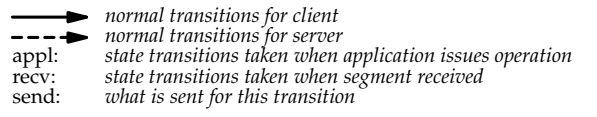 normal transitions for client
normal transitions for server
appl: state transitions taken when application issues operation
recv: state transitions taken when segment received
send: what is sent for this transition